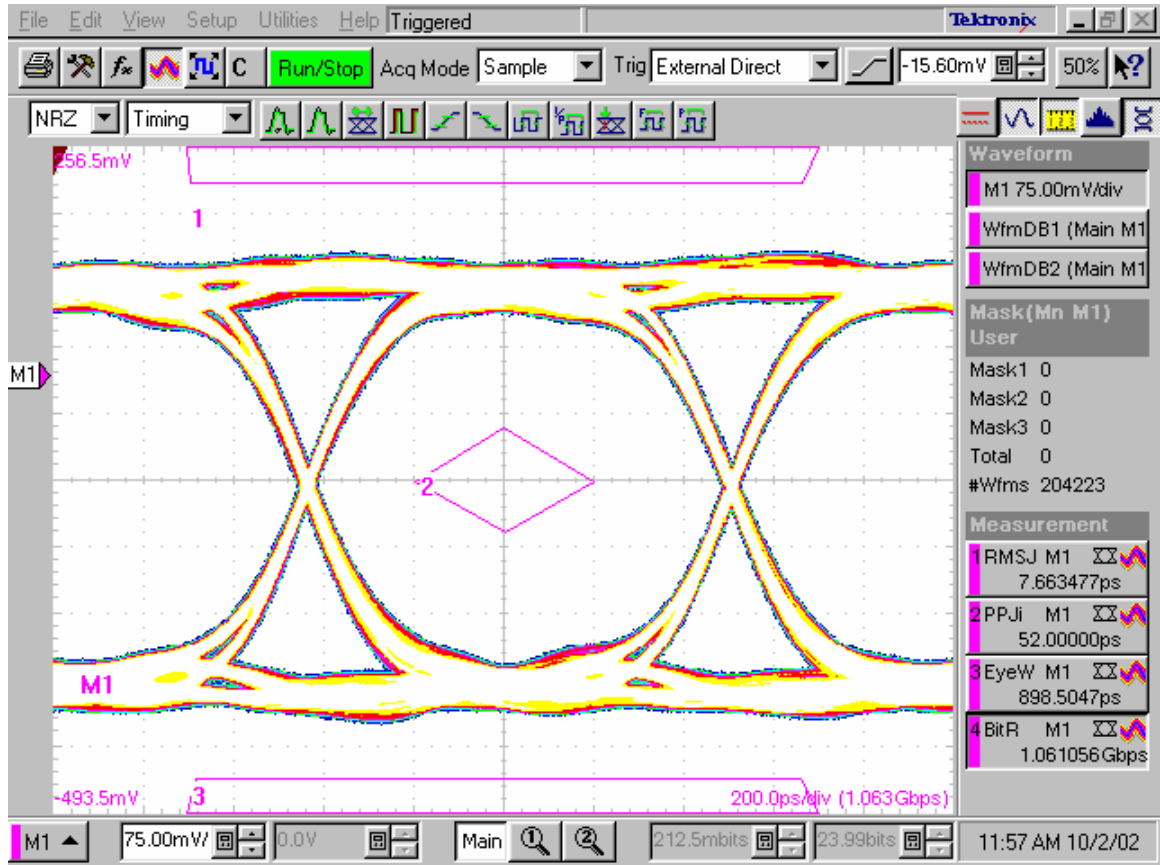 File Edit View Setup Utilities Help Triggered Tektronix
C Run/Stop Acq Mode Sample Trig External Direct -15.60mV 50% ?
NRZ Timing
256.5mV
1
M1
2
M1
-493.5mV 3 200.0ps/div (1.063Gbps)
Waveform
M1 75.00mV/div
WfmDB1 (Main M1
WfmDB2 (Main M1
Mask(Mn M1)
User
Mask1 0
Mask2 0
Mask3 0
Total 0
#Wfms 204223
Measurement
1 RMSJ M1
7.663477ps
2 PPJi M1
52.00000ps
3 EyeW M1
898.5047ps
4 BitR M1
1.061056Gbps
M1 75.00mV/ 0.0V Main 1 2 212.5mbits 23.99bits 11:57 AM 10/2/02